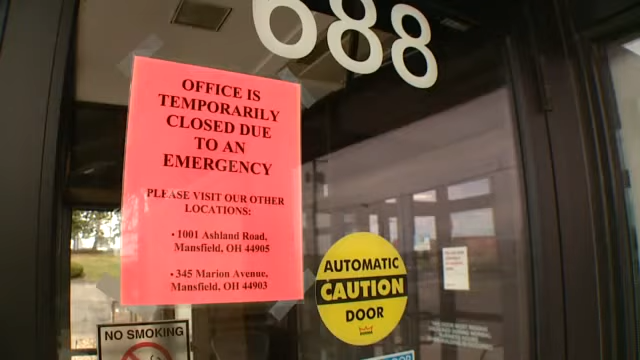 688
OFFICE IS
TEMPORARILY
CLOSED DUE
TO AN
EMERGENCY
PLEASE VISIT OUR OTHER
LOCATIONS:
• 1001 Ashland Road,
Mansfield, OH 44905
• 345 Marion Avenue,
Mansfield, OH 44903
AUTOMATIC
CAUTION
DOOR
NO SMOKING